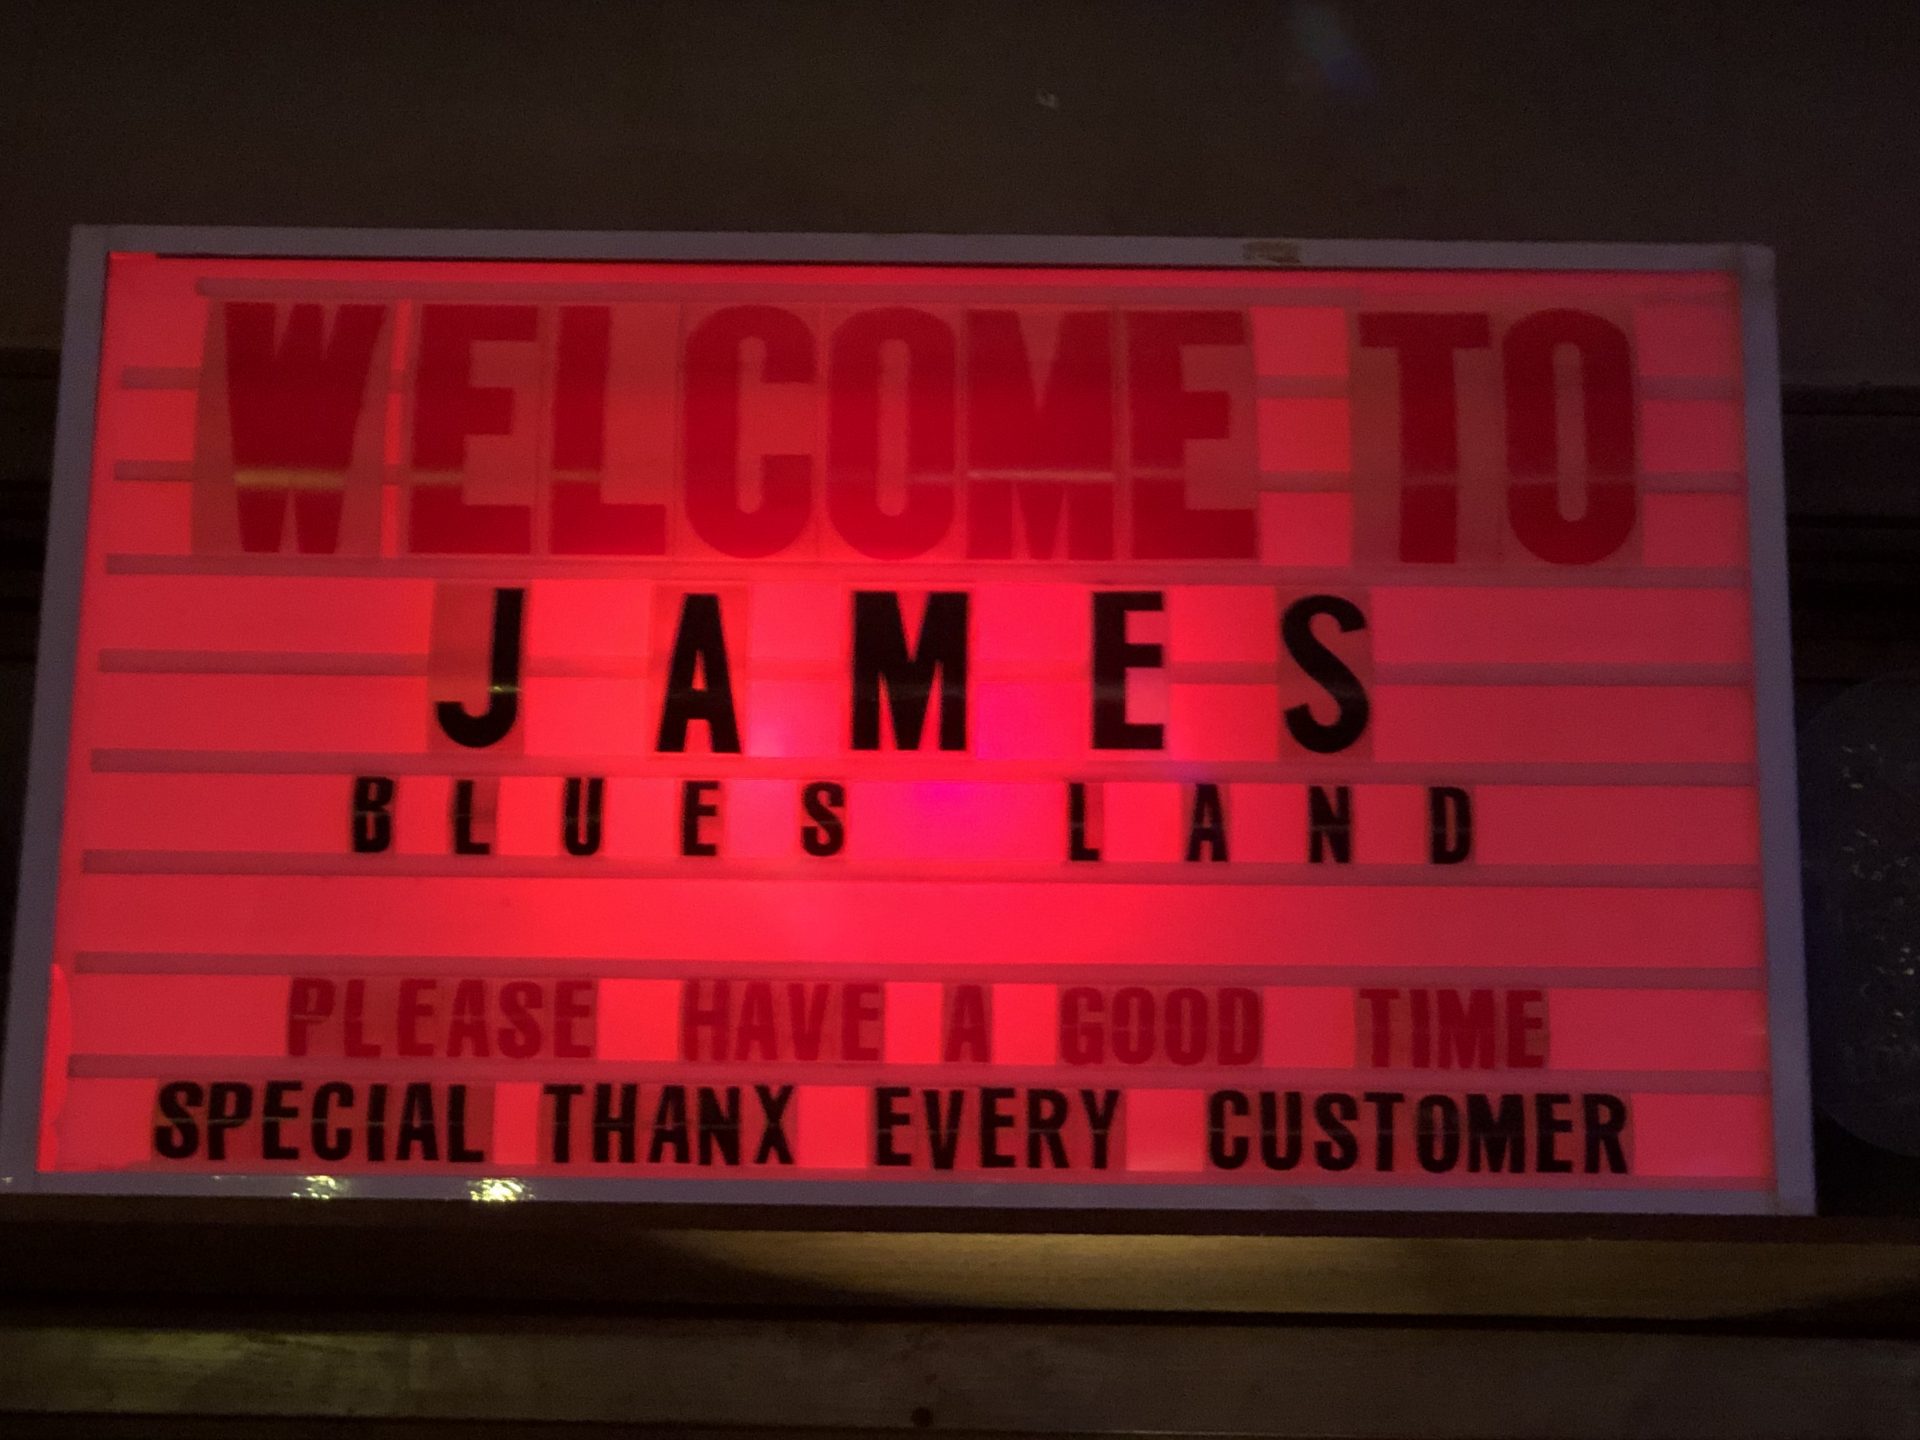 WELCOME TO
JAMES
BLUES LAND
PLEASE HAVE A GOOD TIME
SPECIAL THANX EVERY CUSTOMER